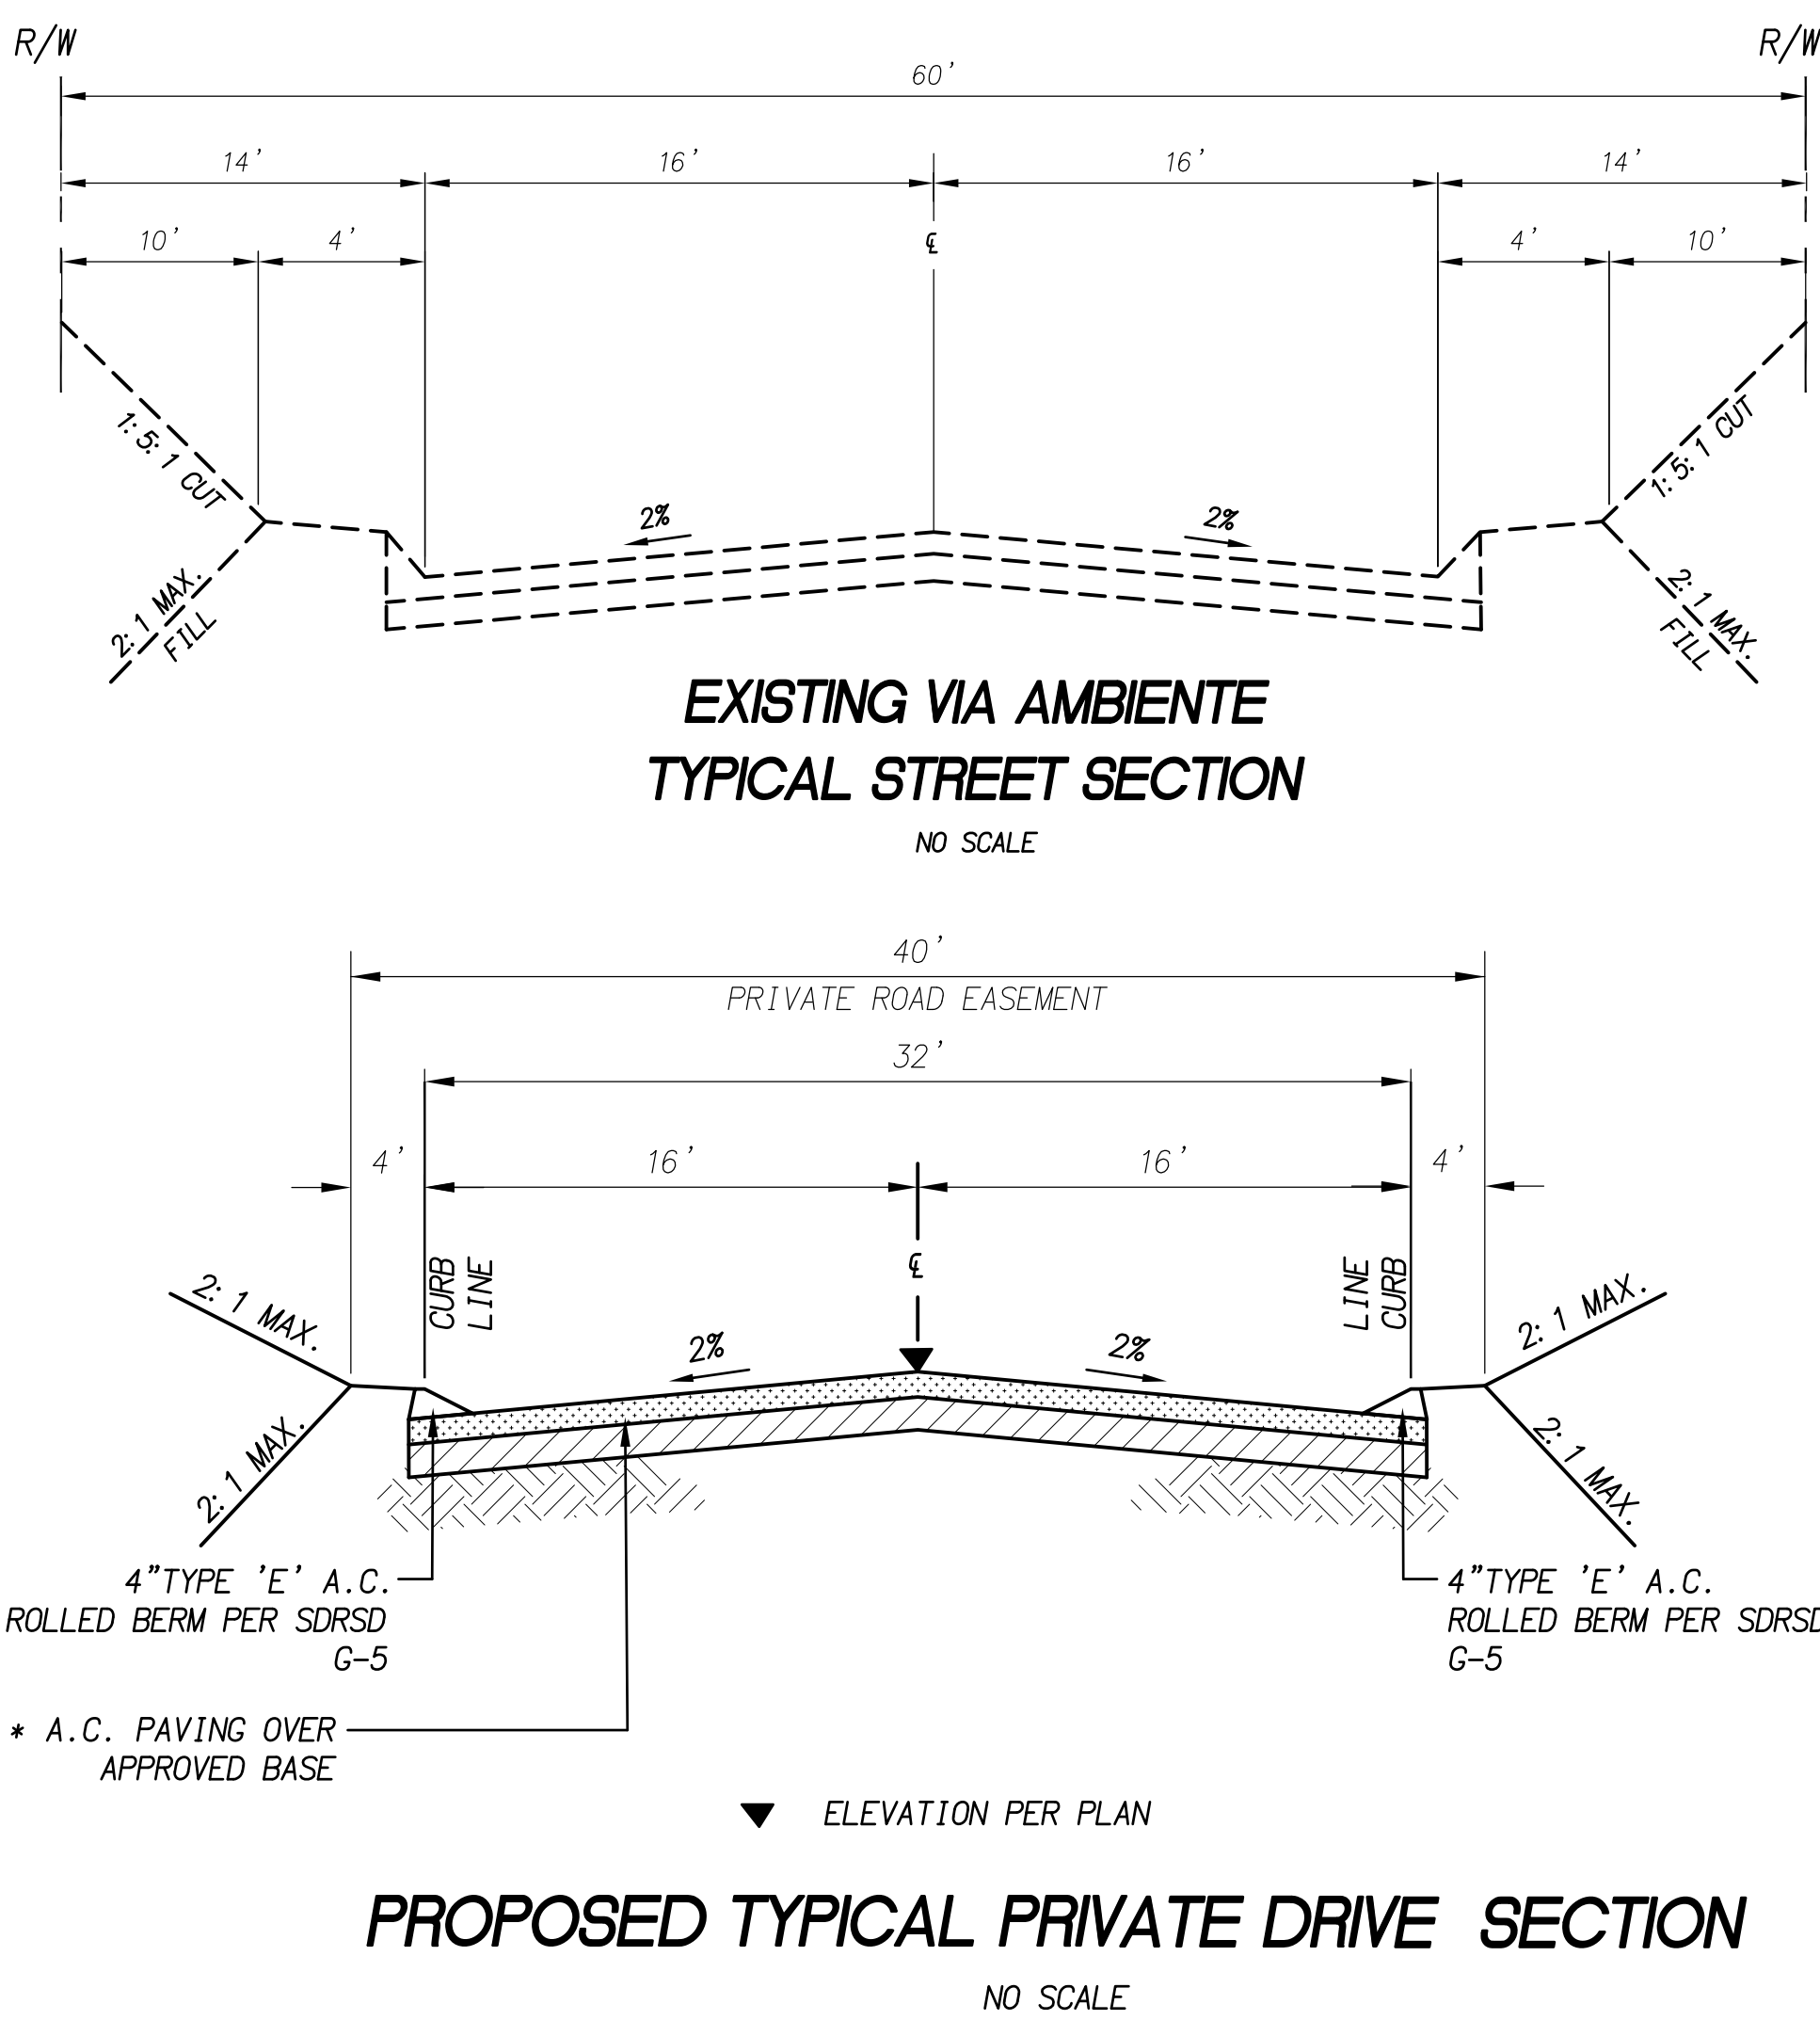 R/W R/W
60'
14' 16' 16' 14'
10' 4' ℄ 4' 10'
1:5:1 CUT 1:5:1 CUT
2% 2%
2:1 MAX.
FILL
2:1 MAX.
FILL
EXISTING VIA AMBIENTE
TYPICAL STREET SECTION
NO SCALE
40'
PRIVATE ROAD EASEMENT
32'
4' 16' 16' 4'
CURB
LINE
℄
LINE
CURB
2:1 MAX. 2% 2% 2:1 MAX.
2:1 MAX. 2:1 MAX.
4"TYPE 'E' A.C.
ROLLED BERM PER SDRSD
G-5
4"TYPE 'E' A.C.
ROLLED BERM PER SDRSD
G-5
* A.C. PAVING OVER
APPROVED BASE
▼ ELEVATION PER PLAN
PROPOSED TYPICAL PRIVATE DRIVE SECTION
NO SCALE